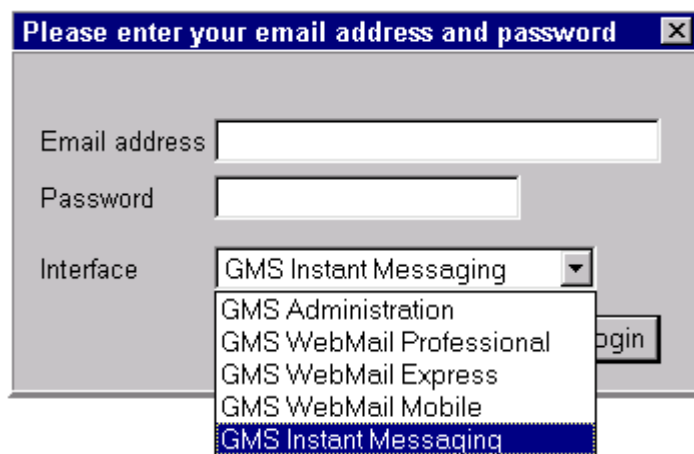 Please enter your email address and password
Email address
Password
Interface GMS Instant Messaging
GMS Administration
GMS WebMail Professional
ogin
GMS WebMail Express
GMS WebMail Mobile
GMS Instant Messaging